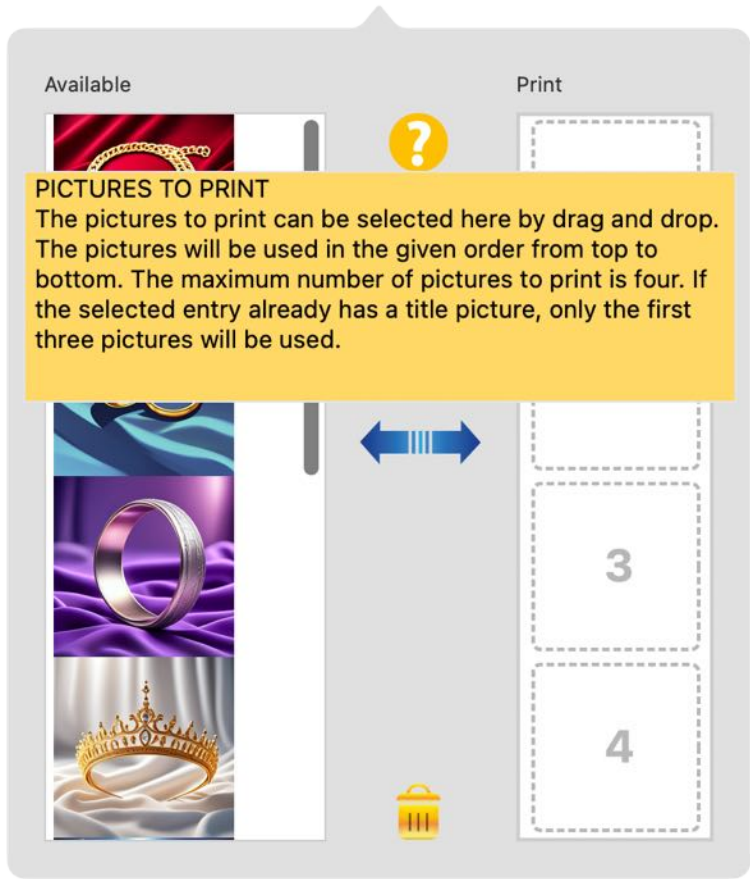 Available
Print
?
PICTURES TO PRINT
The pictures to print can be selected here by drag and drop.
The pictures will be used in the given order from top to
bottom. The maximum number of pictures to print is four. If
the selected entry already has a title picture, only the first
three pictures will be used.
3
4